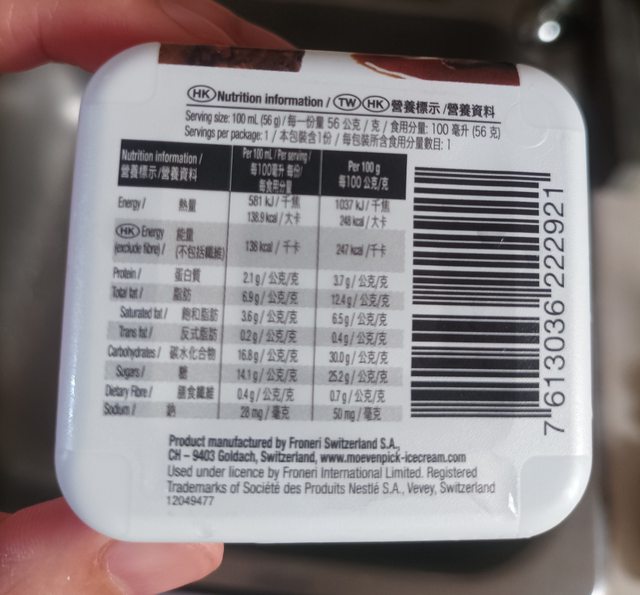 HK Nutrition information / TW HK 營養標示 /營養資料
Serving size: 100 mL (56 g) / 每一份量 56 公克 / 克 / 食用分量: 100 毫升 (56 克)
Servings per package: 1 / 本包裝含1份 / 每包裝所含食用分量數目: 1
Nutrition information / 營養標示/營養資料
Per 100 mL / Per serving / 每100毫升 每份/ 每食用分量
Per 100 g 每100 公克/克
Energy / 熱量 581 kJ / 千焦 1037 kJ / 千焦
138.9 kcal / 大卡 248 kcal / 大卡
HK Energy 能量
(exclude fibre) / (不包括纖維) 138 kcal / 千卡 247 kcal / 千卡
Protein / 蛋白質 2.1 g / 公克/克 3.7 g / 公克/克
Total fat / 脂肪 6.9 g / 公克/克 12.4 g / 公克/克
Saturated fat / 飽和脂肪 3.6 g / 公克/克 6.5 g / 公克/克
Trans fat / 反式脂肪 0.2 g / 公克/克 0.4 g / 公克/克
Carbohydrates / 碳水化合物 16.8 g / 公克/克 30.0 g / 公克/克
Sugars / 糖 14.1 g / 公克/克 25.2 g / 公克/克
Dietary Fibre / 膳食纖維 0.4 g / 公克/克 0.7 g / 公克/克
Sodium / 鈉 28 mg / 毫克 50 mg / 毫克
7 613036 222921
Product manufactured by Froneri Switzerland S.A.,
CH – 9403 Goldach, Switzerland, www.moevenpick-icecream.com
Used under licence by Froneri International Limited. Registered
Trademarks of Société des Produits Nestlé S.A., Vevey, Switzerland
12049477